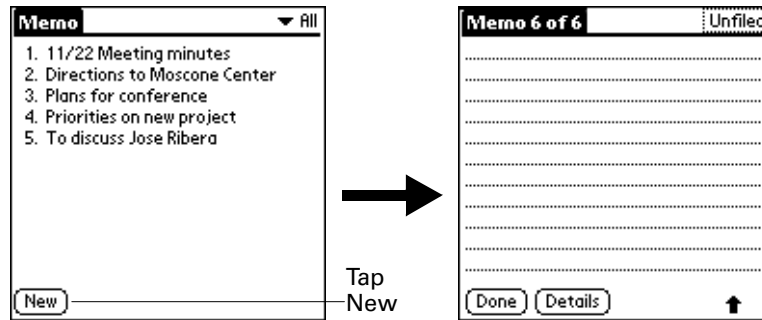 Memo
All
1. 11/22 Meeting minutes
2. Directions to Moscone Center
3. Plans for conference
4. Priorities on new project
5. To discuss Jose Ribera
New
Tap
New
Memo 6 of 6
Unfiled
Done
Details